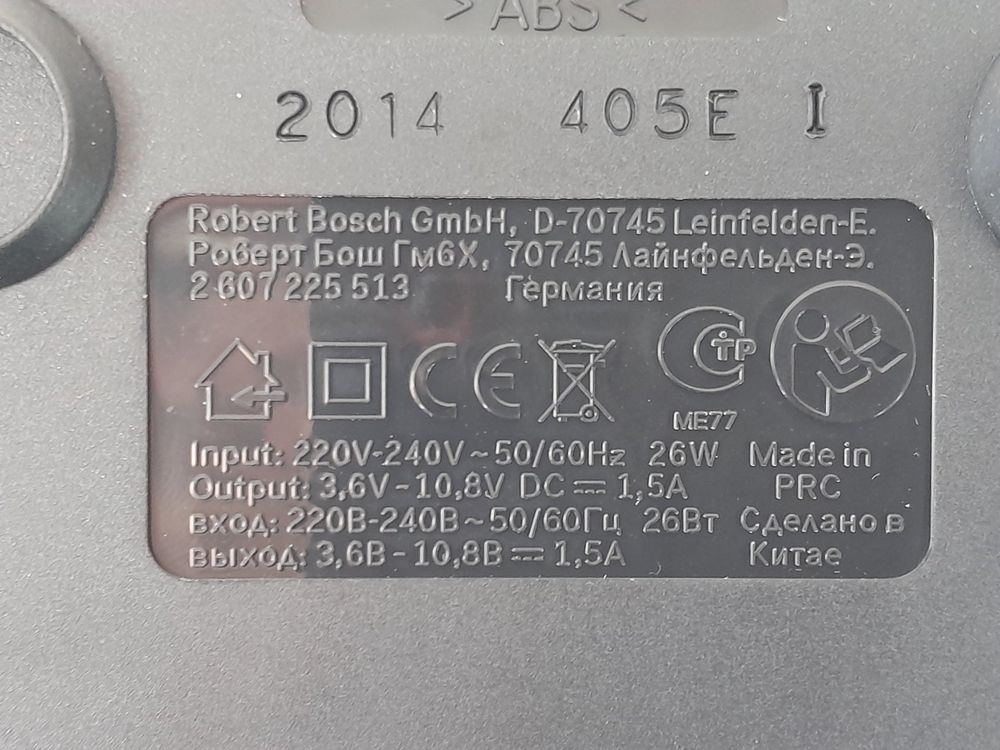 > ABS <
2014 405E I
Robert Bosch GmbH, D-70745 Leinfelden-E.
Роберт Бош ГмбХ, 70745 Лайнфельден-Э.
2 607 225 513 Германия
CE TP
ME77
Input: 220V-240V ~ 50/60Hz 26W Made in
Output: 3,6V - 10,8V DC ⎓ 1,5A PRC
вход: 220В-240В ~ 50/60Гц 26Вт Сделано в
выход: 3,6В - 10,8В ⎓ 1,5А Китае